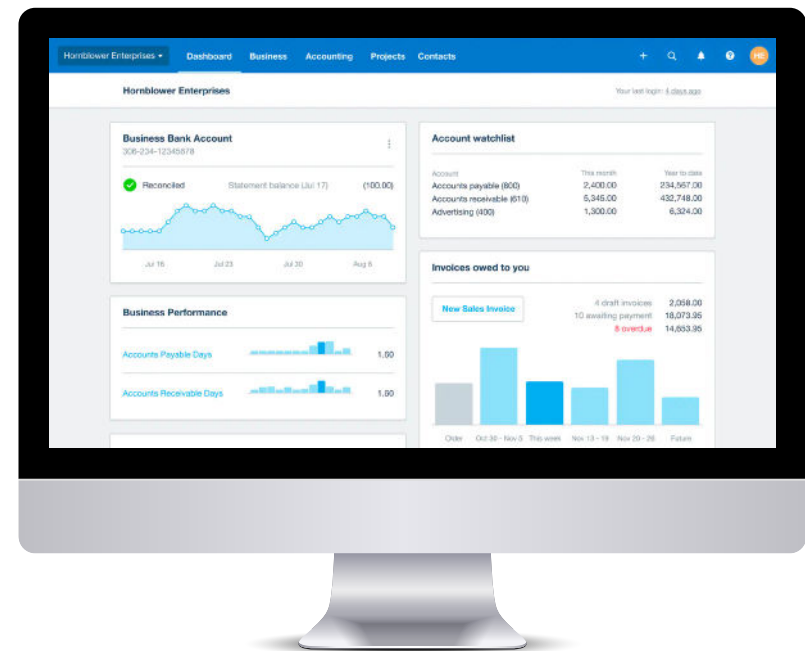 Hornblower Enterprises
Dashboard Business Accounting Projects Contacts
HE
Hornblower Enterprises
Your last login: 4 days ago
Business Bank Account
306-234-12345678
Reconciled Statement balance (Jul 17) (100.00)
Jul 16 Jul 23 Jul 30 Aug 6
Business Performance
Accounts Payable Days 1.60
Accounts Receivable Days 1.80
Account watchlist
Account This month Year to date
Accounts payable (800) 2,400.00 234,567.00
Accounts receivable (610) 5,345.00 432,748.00
Advertising (400) 1,300.00 6,324.00
Invoices owed to you
New Sales Invoice
4 draft invoices 2,058.00
10 awaiting payment 18,073.95
8 overdue 14,653.95
Older Oct 30 - Nov 5 This week Nov 13 - 19 Nov 20 - 26 Future